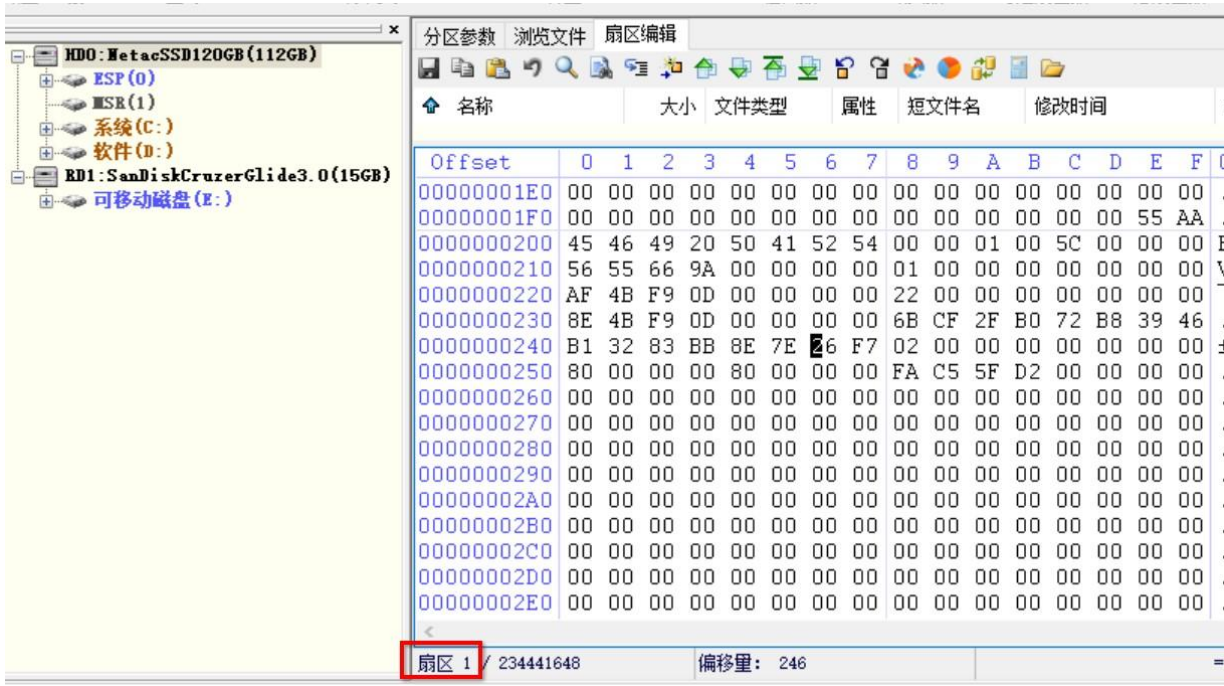 HD0:NetacSSD120GB(112GB)
ESP(0)
MSR(1)
系统(C:)
软件(D:)
RD1:SanDiskCruzerGlide3.0(15GB)
可移动磁盘(E:)
分区参数 浏览文件 扇区编辑
名称 大小 文件类型 属性 短文件名 修改时间
Offset 0 1 2 3 4 5 6 7 8 9 A B C D E F
00000001E0 00 00 00 00 00 00 00 00 00 00 00 00 00 00 00 00
00000001F0 00 00 00 00 00 00 00 00 00 00 00 00 00 00 55 AA
0000000200 45 46 49 20 50 41 52 54 00 00 01 00 5C 00 00 00
0000000210 56 55 66 9A 00 00 00 00 01 00 00 00 00 00 00 00
0000000220 AF 4B F9 0D 00 00 00 00 22 00 00 00 00 00 00 00
0000000230 8E 4B F9 0D 00 00 00 00 6B CF 2F B0 72 B8 39 46
0000000240 B1 32 83 BB 8E 7E 26 F7 02 00 00 00 00 00 00 00
0000000250 80 00 00 00 80 00 00 00 FA C5 5F D2 00 00 00 00
0000000260 00 00 00 00 00 00 00 00 00 00 00 00 00 00 00 00
0000000270 00 00 00 00 00 00 00 00 00 00 00 00 00 00 00 00
0000000280 00 00 00 00 00 00 00 00 00 00 00 00 00 00 00 00
0000000290 00 00 00 00 00 00 00 00 00 00 00 00 00 00 00 00
00000002A0 00 00 00 00 00 00 00 00 00 00 00 00 00 00 00 00
00000002B0 00 00 00 00 00 00 00 00 00 00 00 00 00 00 00 00
00000002C0 00 00 00 00 00 00 00 00 00 00 00 00 00 00 00 00
00000002D0 00 00 00 00 00 00 00 00 00 00 00 00 00 00 00 00
00000002E0 00 00 00 00 00 00 00 00 00 00 00 00 00 00 00 00
扇区 1 / 234441648 偏移量: 246